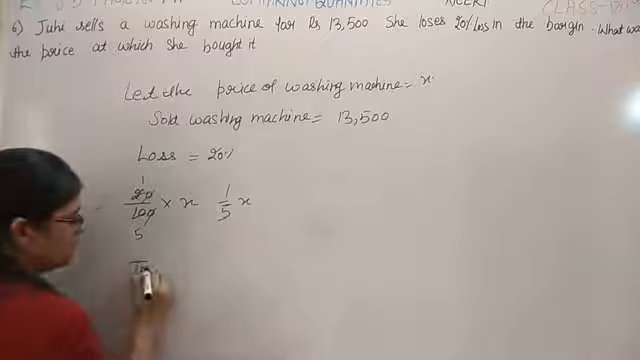 QUANTITIES NCERT CLASS-
6) Juhi sells a washing machine for Rs 13,500 She loses 20% Loss in the bargin. What wa
the price at which she bought it
Let the price of washing machine = x
Sold washing machine = 13,500
Loss = 20%
1
20/100 × x 1/5 x
5